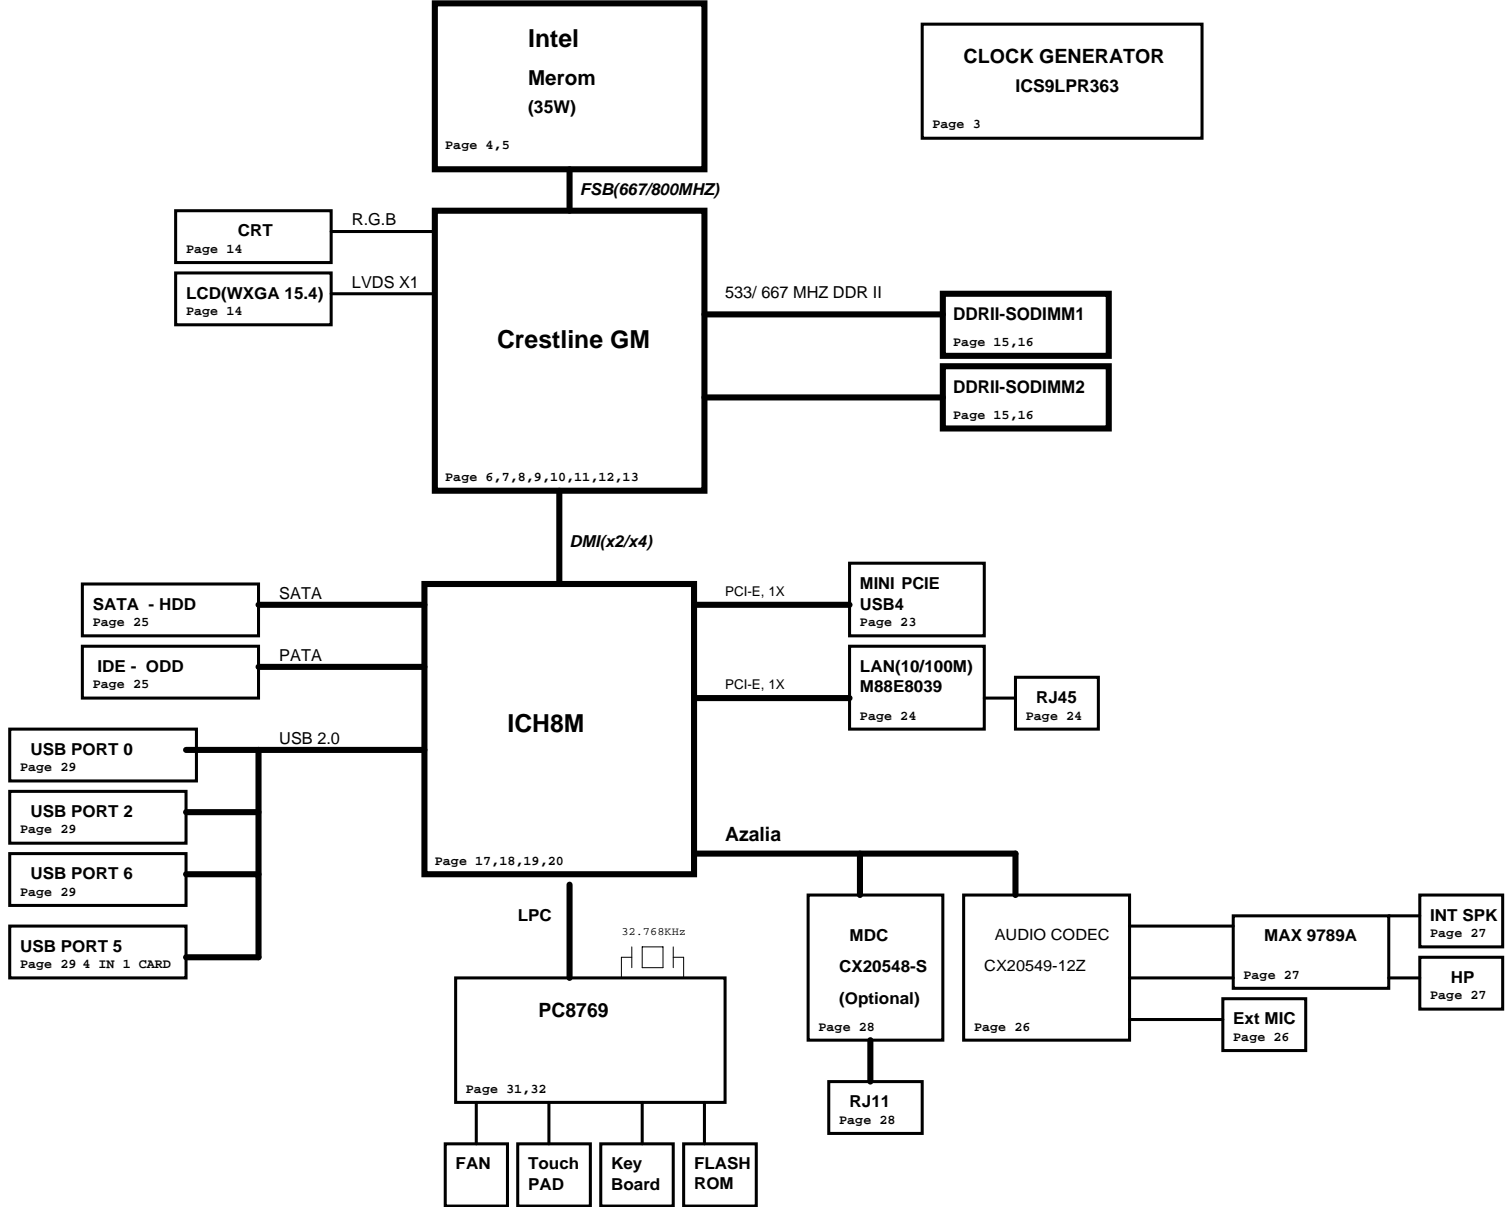 Intel
Merom
(35W)
Page 4,5
CLOCK GENERATOR
ICS9LPR363
Page 3
FSB(667/800MHZ)
CRT
Page 14
R.G.B
LCD(WXGA 15.4)
Page 14
LVDS X1
Crestline GM
Page 6,7,8,9,10,11,12,13
533/ 667 MHZ DDR II
DDRII-SODIMM1
Page 15,16
DDRII-SODIMM2
Page 15,16
DMI(x2/x4)
SATA - HDD
Page 25
SATA
IDE - ODD
Page 25
PATA
ICH8M
Page 17,18,19,20
PCI-E, 1X
MINI PCIE
USB4
Page 23
PCI-E, 1X
LAN(10/100M)
M88E8039
Page 24
RJ45
Page 24
USB PORT 0
Page 29
USB 2.0
USB PORT 2
Page 29
USB PORT 6
Page 29
USB PORT 5
Page 29 4 IN 1 CARD
Azalia
LPC
32.768KHz
PC8769
Page 31,32
MDC
CX20548-S
(Optional)
Page 28
RJ11
Page 28
AUDIO CODEC
CX20549-12Z
Page 26
MAX 9789A
Page 27
INT SPK
Page 27
HP
Page 27
Ext MIC
Page 26
FAN
Touch
PAD
Key
Board
FLASH
ROM